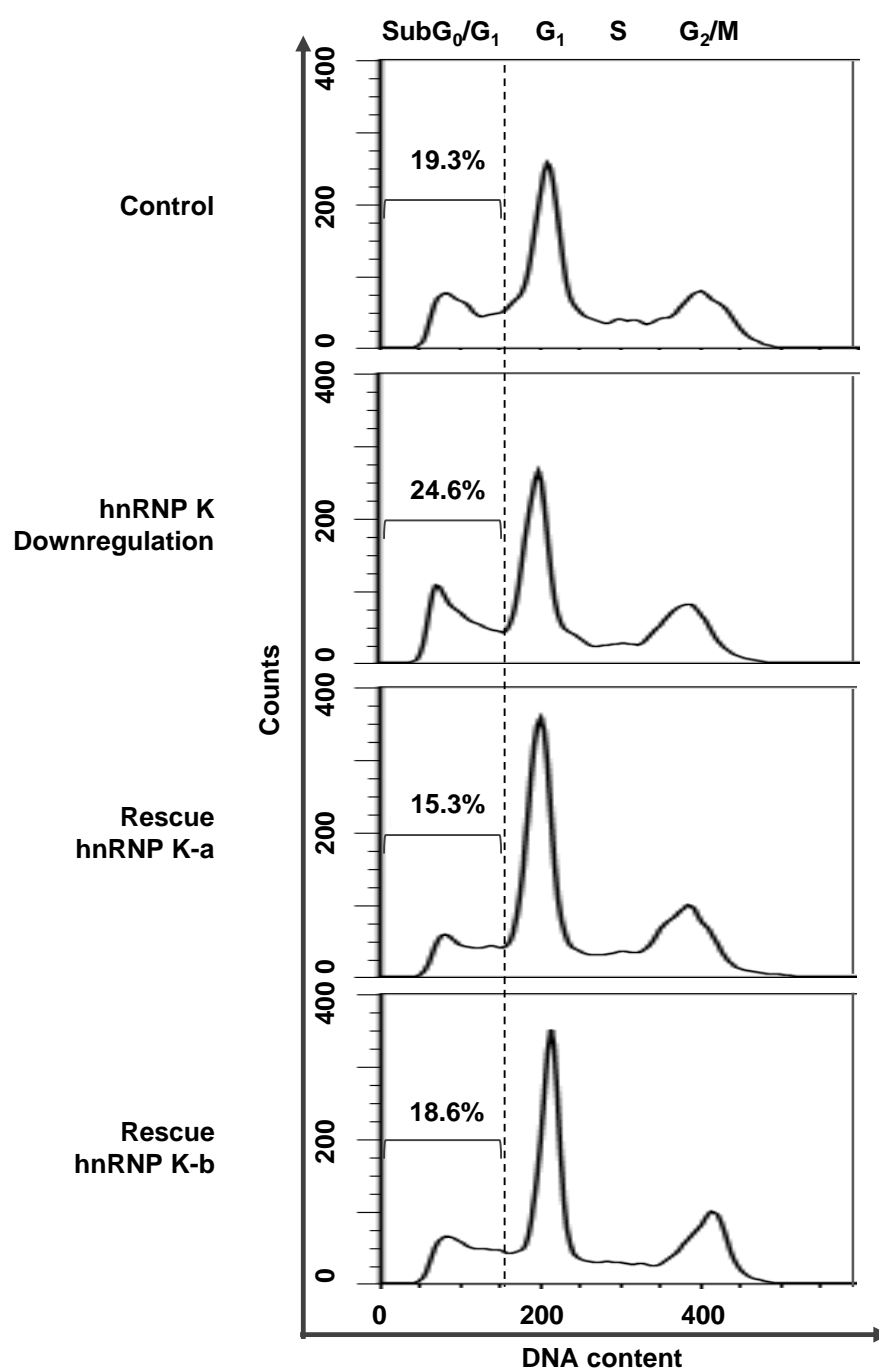 SubG0/G1 G1 S G2/M
400
19.3%
Control
200
0
400
24.6%
hnRNP K
Downregulation
200
0
Counts
400
15.3%
Rescue
hnRNP K-a
200
0
400
18.6%
Rescue
hnRNP K-b
200
0
0 200 400
DNA content